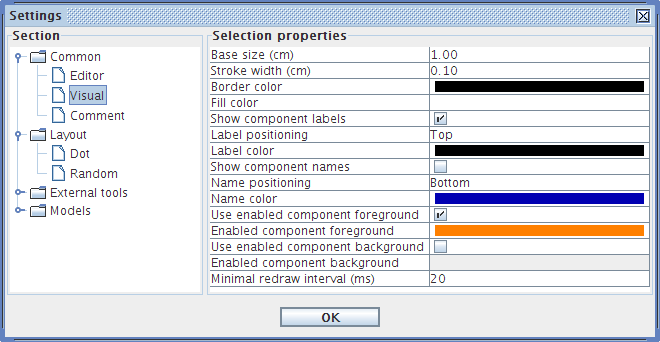 Settings
Section
Common
Editor
Visual
Comment
Layout
Dot
Random
External tools
Models
Selection properties
Base size (cm) 1.00
Stroke width (cm) 0.10
Border color
Fill color
Show component labels
Label positioning Top
Label color
Show component names
Name positioning Bottom
Name color
Use enabled component foreground
Enabled component foreground
Use enabled component background
Enabled component background
Minimal redraw interval (ms) 20
OK